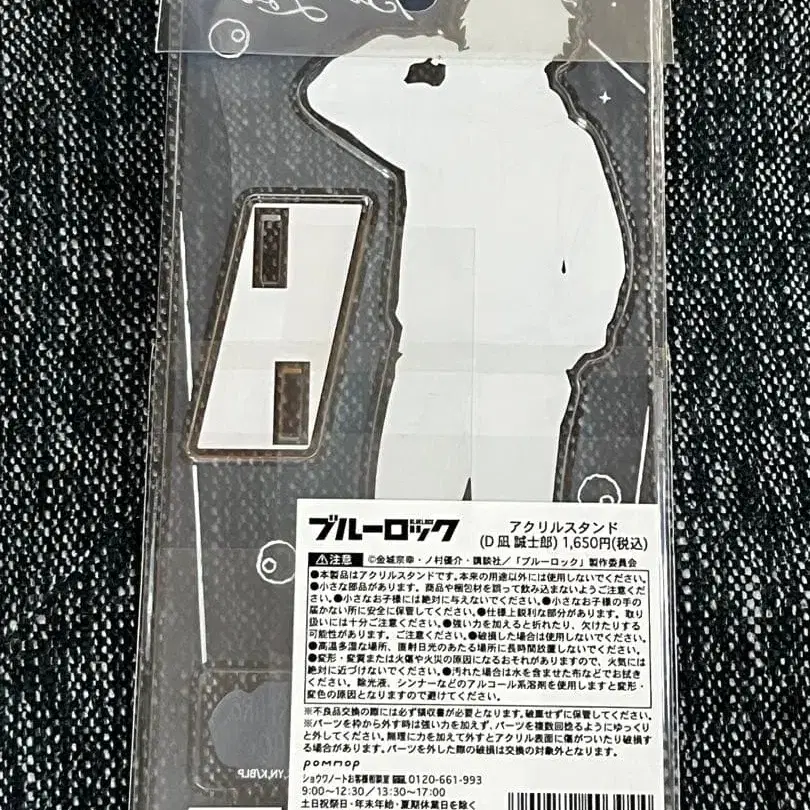 ブルーロック
アクリルスタンド
(D 凪 誠士郎) 1,650円(税込)
⚠注意 ©金城宗幸・ノ村優介・講談社／「ブルーロック」製作委員会
●本製品はアクリルスタンドです。本来の用途以外には使用しないでください。
●小さな部品があります。商品や梱包材を誤って飲み込まないようご注意くだ
さい。●小さなお子様には絶対に与えないでください。●小さなお子様の手の
届かない所に安全に保管してください。●仕様上鋭利な部分があります。取り
扱いには十分ご注意ください。●強い力を加えると折れたり、欠けたりする
可能性があります。ご注意ください。●破損した場合は使用しないでください。
●高温多湿な場所、直射日光のあたる場所に長時間放置しないでください。
●変形・変質または火傷や火災の原因になるおそれがありますので、火気には
絶対に近づけないでください。●汚れた場合は水を含ませた布などでお拭き
ください。除光液、シンナーなどのアルコール系溶剤を使用しますと変形・
変色の原因となりますので避けてください。
※不良品交換の際には必ず領収書が必要となります。破棄せずに保管してください。
※パーツを枠から外す時は強い力を加えず、パーツを複数回捻るようにゆっくり
と外してください。無理に力を加えて外すとアクリル表面に傷がついたり破損
する場合があります。パーツを外した際の破損は交換の対象外となります。
pommop
ショウワノートお客様相談室 0120-661-993
9:00～12:30／13:30～17:00
土日祝祭日・年末年始・夏期休業日を除く